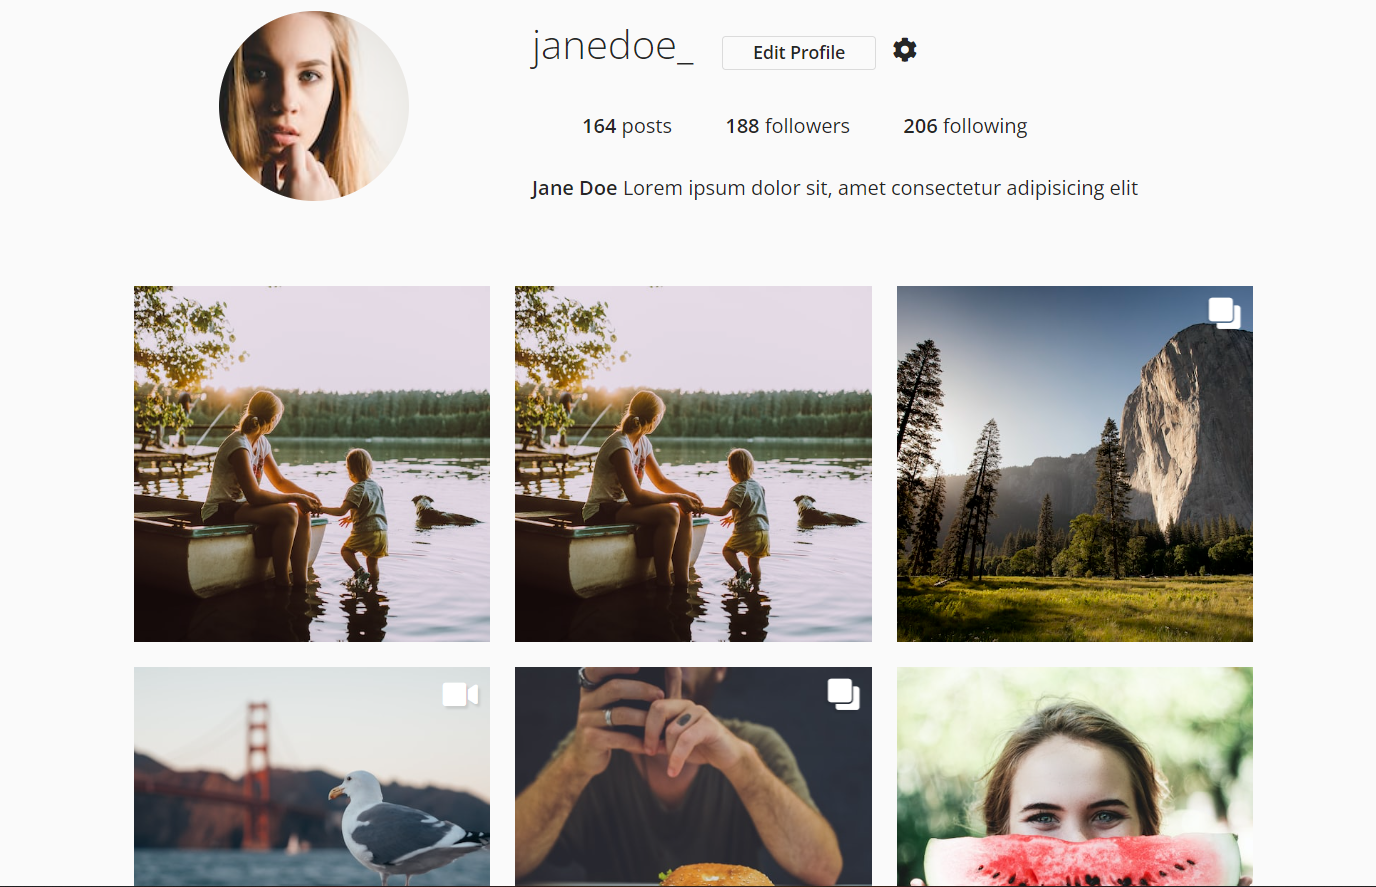 janedoe_ Edit Profile
164 posts 188 followers 206 following
Jane Doe Lorem ipsum dolor sit, amet consectetur adipisicing elit